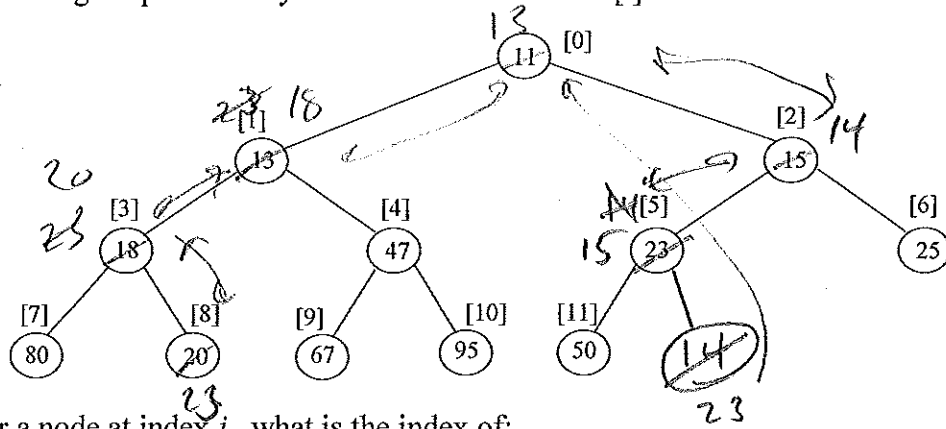 13
11 [0]
23 18
[1] [2] 14
13 15
20
[3] [4] 14 [5] [6]
23 18 47 15 23 25
[7] [8] [9] [10] [11]
80 20 67 95 50 14
23 23
r a node at index i, what is the index of: